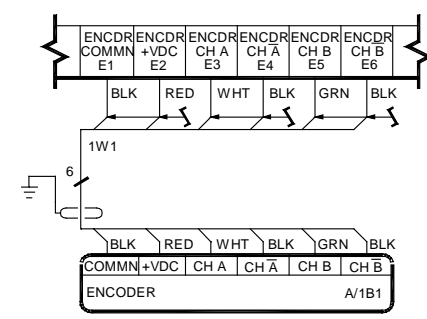 ENCDR ENCDR ENCDR ENCDR ENCDR ENCDR
COMMN +VDC CH A CH A̅ CH B CH B̅
E1 E2 E3 E4 E5 E6
BLK RED WHT BLK GRN BLK
1W1
6
BLK RED WHT BLK GRN BLK
COMMN +VDC CH A CH A̅ CH B CH B̅
ENCODER A/1B1